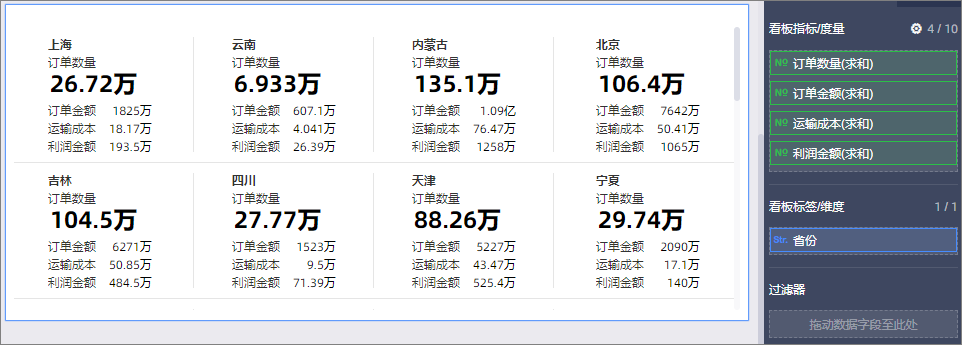 上海
订单数量
26.72万
订单金额 1825万
运输成本 18.17万
利润金额 193.5万
云南
订单数量
6.933万
订单金额 607.1万
运输成本 4.041万
利润金额 26.39万
内蒙古
订单数量
135.1万
订单金额 1.09亿
运输成本 76.47万
利润金额 1258万
北京
订单数量
106.4万
订单金额 7642万
运输成本 50.41万
利润金额 1065万
吉林
订单数量
104.5万
订单金额 6271万
运输成本 50.85万
利润金额 484.5万
四川
订单数量
27.77万
订单金额 1523万
运输成本 9.5万
利润金额 71.39万
天津
订单数量
88.26万
订单金额 5227万
运输成本 43.47万
利润金额 525.4万
宁夏
订单数量
29.74万
订单金额 2090万
运输成本 17.1万
利润金额 140万
看板指标/度量 4 / 10
№ 订单数量(求和)
№ 订单金额(求和)
№ 运输成本(求和)
№ 利润金额(求和)
看板标签/维度 1 / 1
Str. 省份
过滤器
拖动数据字段至此处